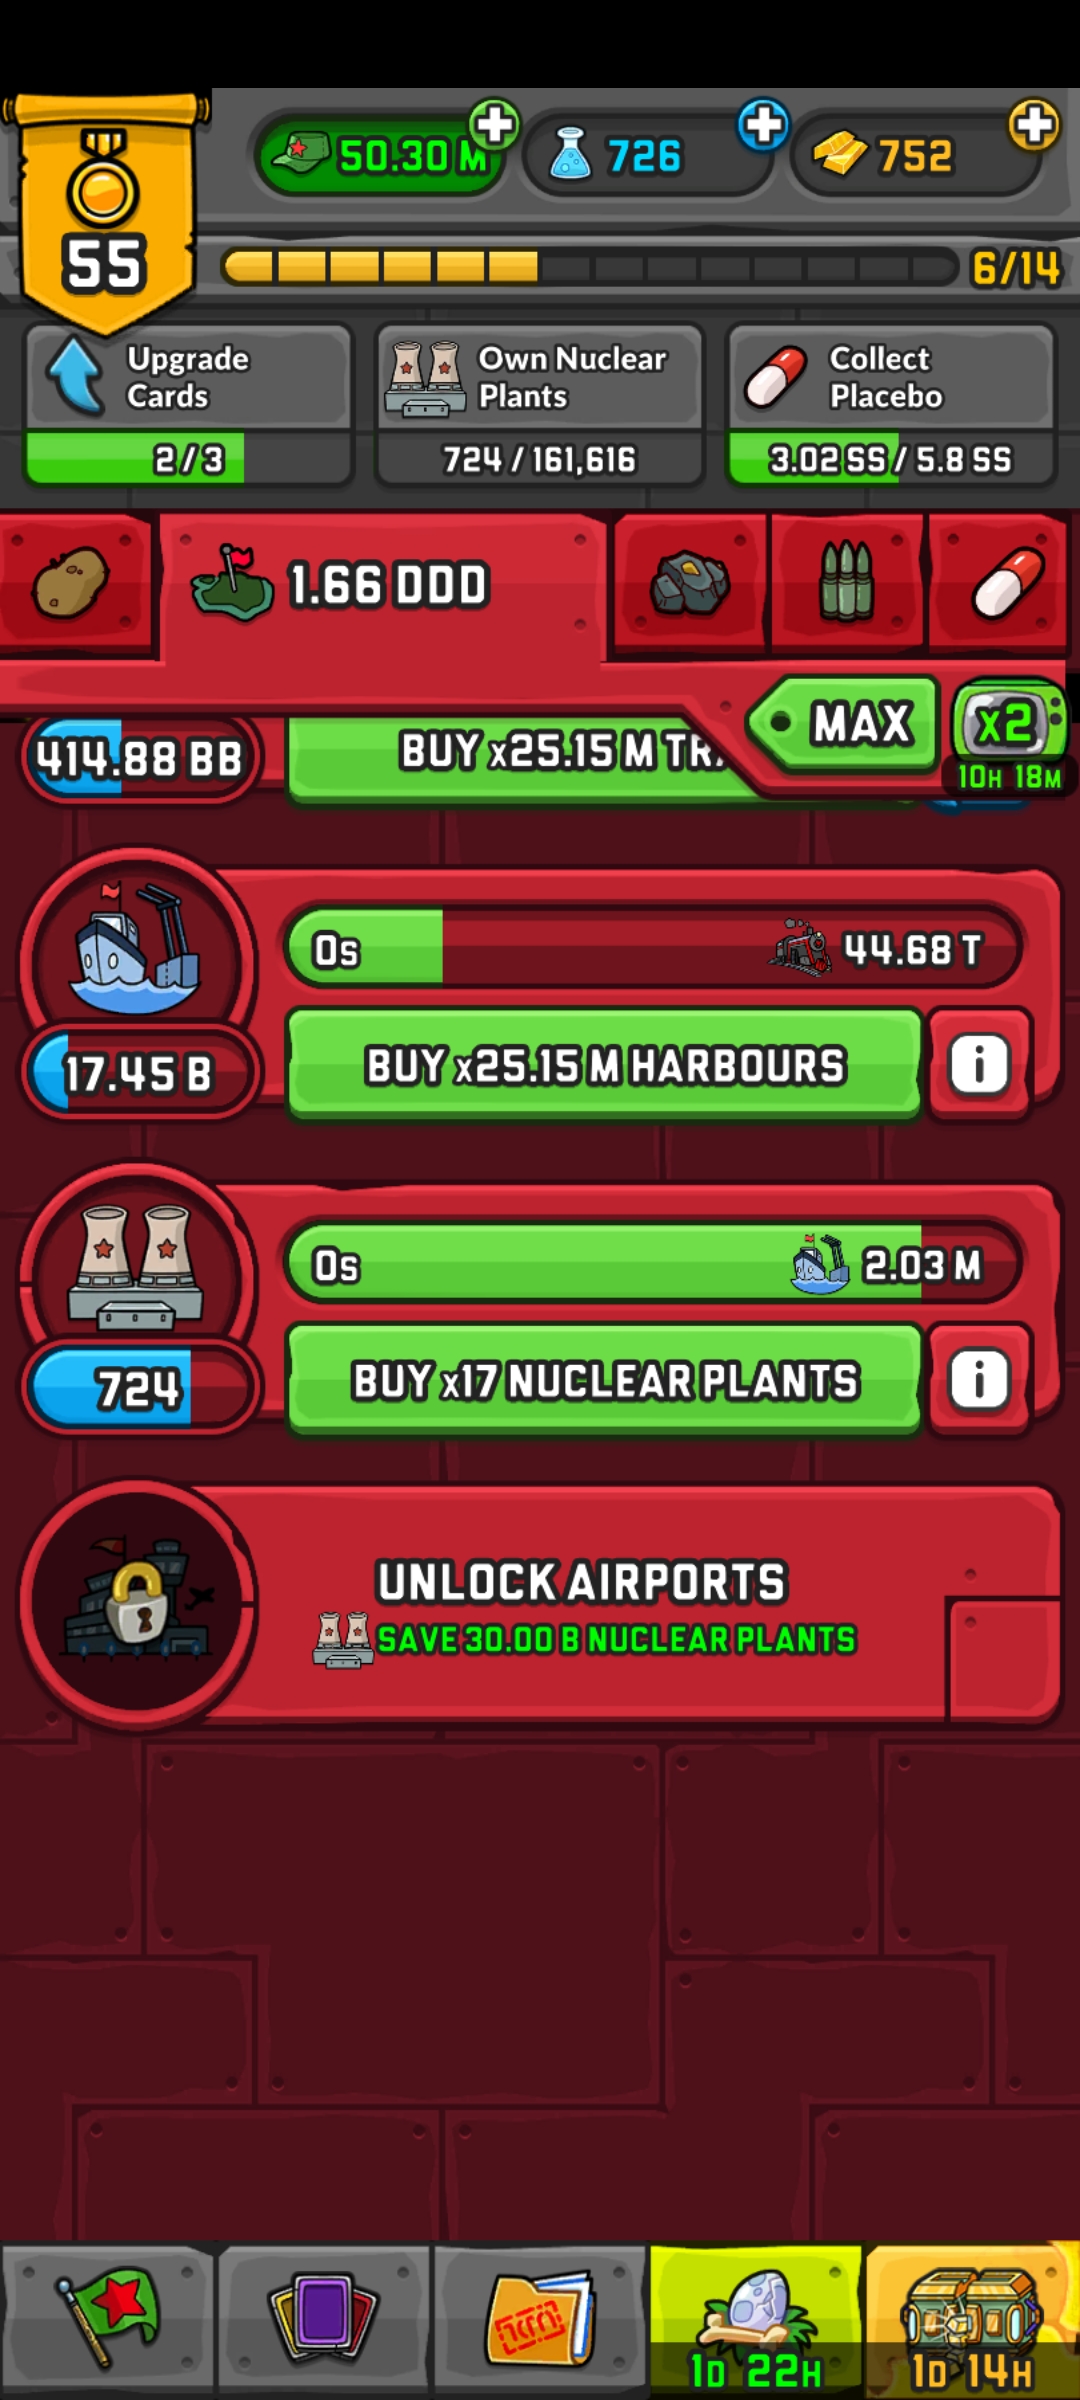 50.30 M
726
752
55
6/14
Upgrade
Cards
2/3
Own Nuclear
Plants
724 / 161,616
Collect
Placebo
3.02 SS / 5.8 SS
1.66 DDD
MAX
x2
10H 18M
414.88 BB
BUY x25.15 M
0s
44.68 T
17.45 B
BUY x25.15 M HARBOURS
i
0s
2.03 M
724
BUY x17 NUCLEAR PLANTS
i
UNLOCK AIRPORTS
SAVE 30.00 B NUCLEAR PLANTS
1D 22H
1D 14H